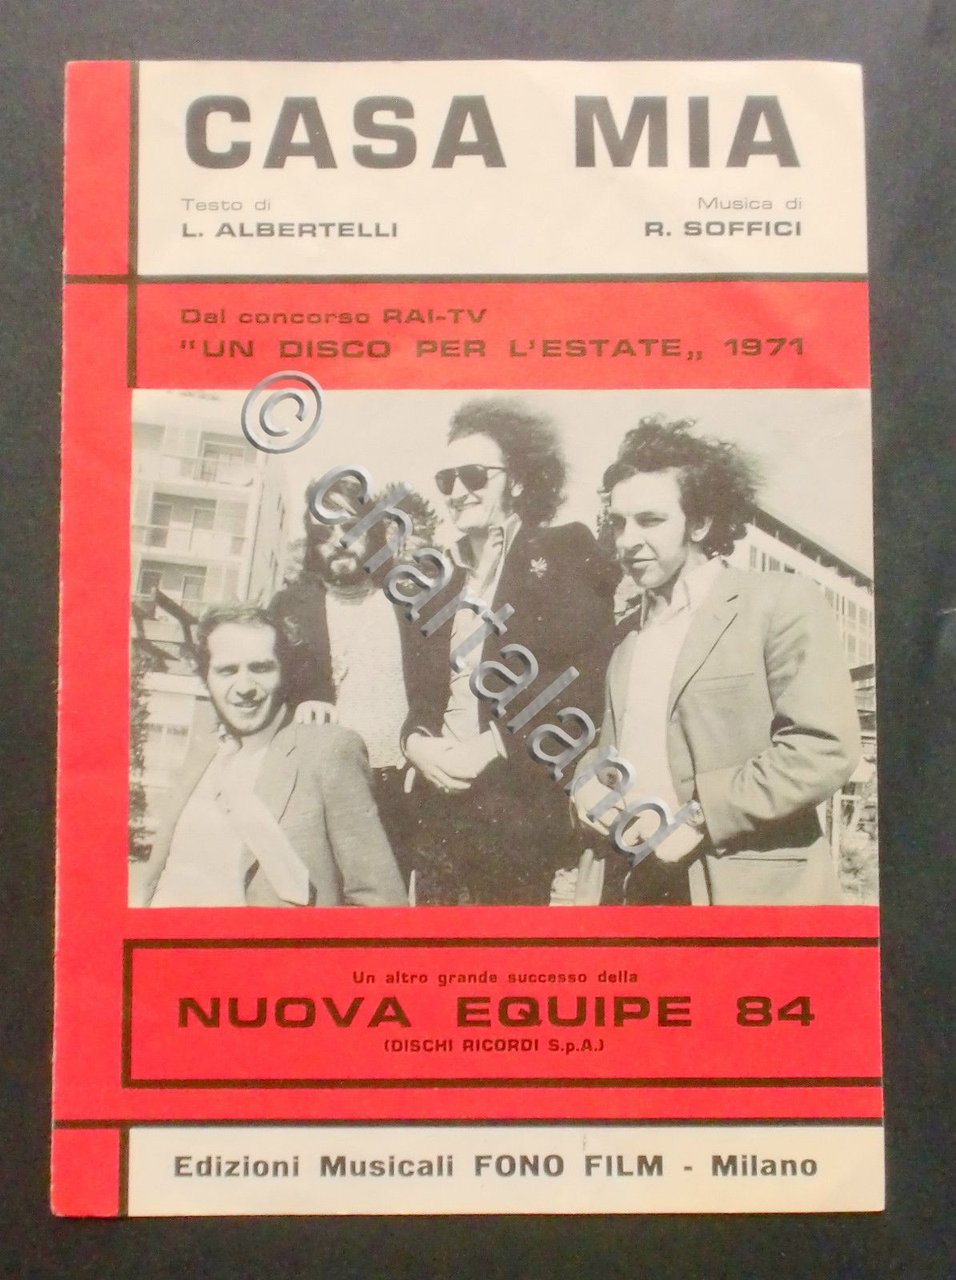 CASA MIA
Testo di
L. ALBERTELLI
Musica di
R. SOFFICI
Dal concorso RAI-TV
"UN DISCO PER L'ESTATE„ 1971
© chartaland
Un altro grande successo della
NUOVA EQUIPE 84
(DISCHI RICORDI S.p.A.)
Edizioni Musicali FONO FILM - Milano